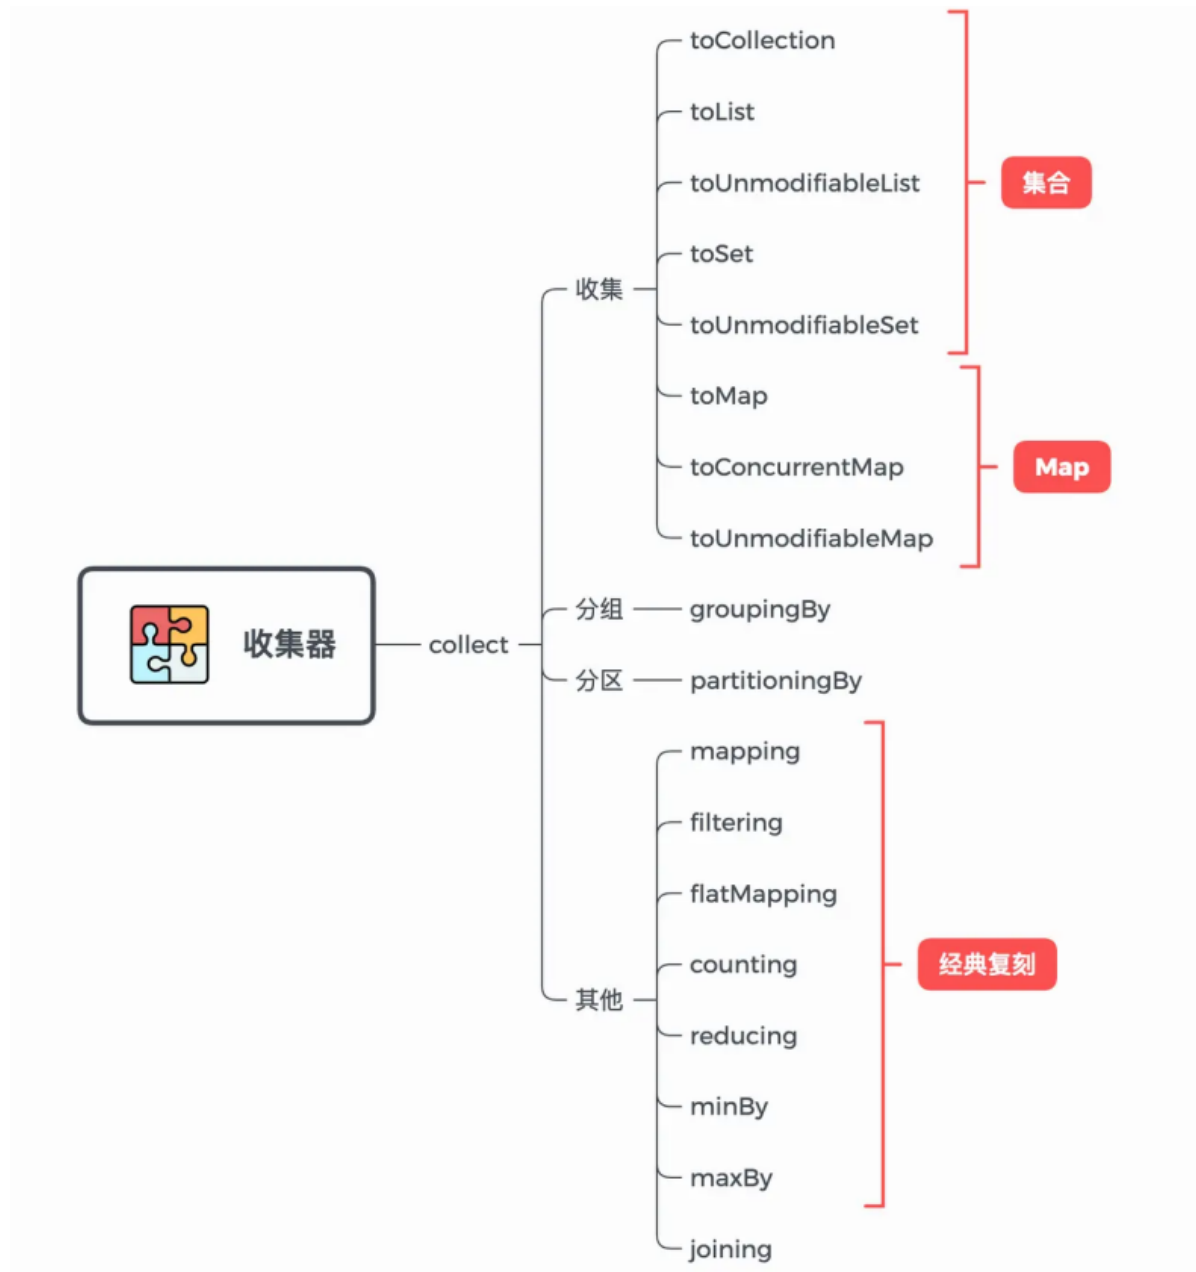 toCollection
toList
toUnmodifiableList
集合
toSet
收集
toUnmodifiableSet
toMap
toConcurrentMap
Map
toUnmodifiableMap
分组
groupingBy
收集器
collect
分区
partitioningBy
mapping
filtering
flatMapping
counting
经典复刻
其他
reducing
minBy
maxBy
joining